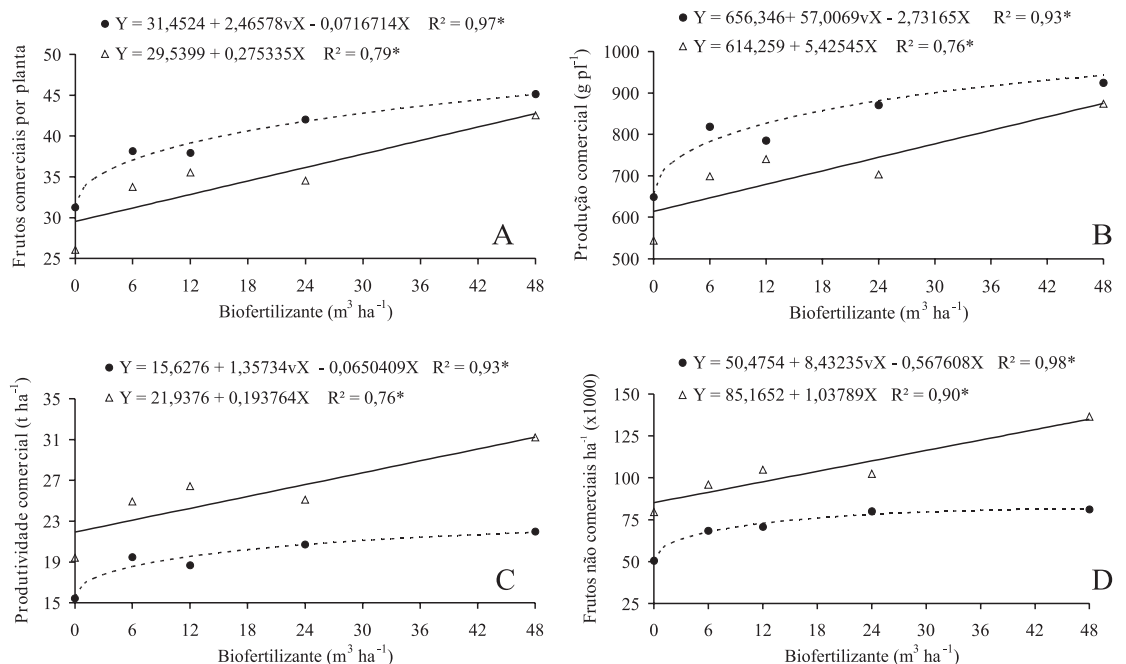 ● Y = 31,4524 + 2,46578vX - 0,0716714X R² = 0,97*
△ Y = 29,5399 + 0,275335X R² = 0,79*
Frutos comerciais por planta
50
45
40
35
30
25
A
0 6 12 18 24 30 36 42 48
Biofertilizante (m³ ha⁻¹)
● Y = 656,346+ 57,0069vX - 2,73165X R² = 0,93*
△ Y = 614,259 + 5,42545X R² = 0,76*
Produção comercial (g pl⁻¹)
1000
900
800
700
600
500
B
0 6 12 18 24 30 36 42 48
Biofertilizante (m³ ha⁻¹)
● Y = 15,6276 + 1,35734vX - 0,0650409X R² = 0,93*
△ Y = 21,9376 + 0,193764X R² = 0,76*
Produtividade comercial (t ha⁻¹)
35
31
27
23
19
15
C
0 6 12 18 24 30 36 42 48
Biofertilizante (m³ ha⁻¹)
● Y = 50,4754 + 8,43235vX - 0,567608X R² = 0,98*
△ Y = 85,1652 + 1,03789X R² = 0,90*
Frutos não comerciais ha⁻¹ (x1000)
150
125
100
75
50
25
D
0 6 12 18 24 30 36 42 48
Biofertilizante (m³ ha⁻¹)